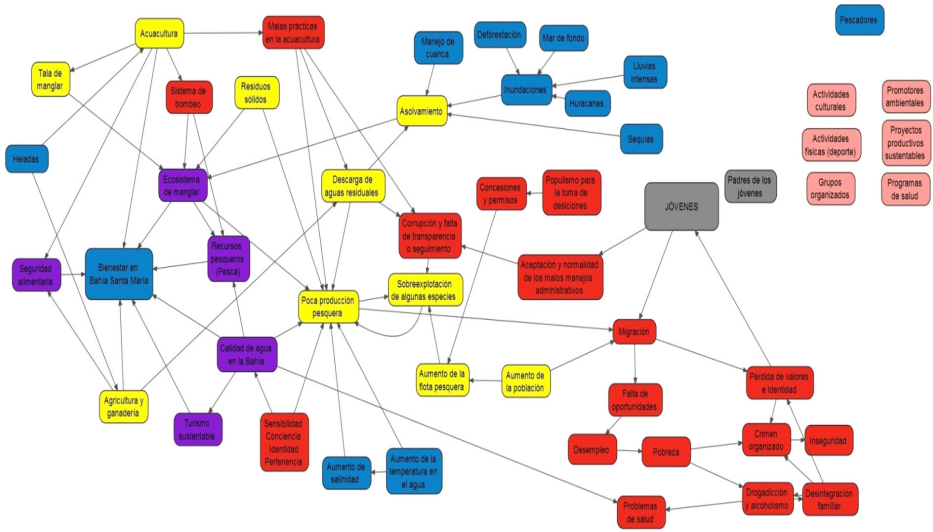 Acuacultura
Malas prácticas
en la acuacultura
Pescadores
Manejo de
cuenca
Deforestación
Mar de fondo
Tala de
manglar
Sistema de
bombeo
Residuos
sólidos
Asolvamiento
Inundaciones
Lluvias
intensas
Huracanes
Sequias
Actividades
culturales
Promotores
ambientales
Actividades
físicas (deporte)
Proyectos
productivos
sustentables
Grupos
organizados
Programas
de salud
Heladas
Ecosistema
de manglar
Descarga de
aguas residuales
Concesiones
y permisos
Populismo para
la toma de
desiciones
JÓVENES
Padres de los
jóvenes
Corrupción y falta
de transparencia
o seguimiento
Seguridad
alimentaria
Bienestar en
Bahía Santa María
Recursos
pesqueros
(Pesca)
Aceptación y normalidad
de los malos manejos
administrativos
Poca producción
pesquera
Sobreexplotación
de algunas especies
Migración
Calidad de agua
en la Bahía
Aumento de la
flota pesquera
Aumento de
la población
Pérdida de valores
e identidad
Agricultura y
ganadería
Turismo
sustentable
Sensibilidad
Conciencia
Identidad
Pertenencia
Falta de
oportunidades
Aumento de
salinidad
Aumento de la
temperatura en
el agua
Desempleo
Pobreza
Crimen
organizado
Inseguridad
Problemas
de salud
Drogadicción
y alcoholismo
Desintegración
familiar